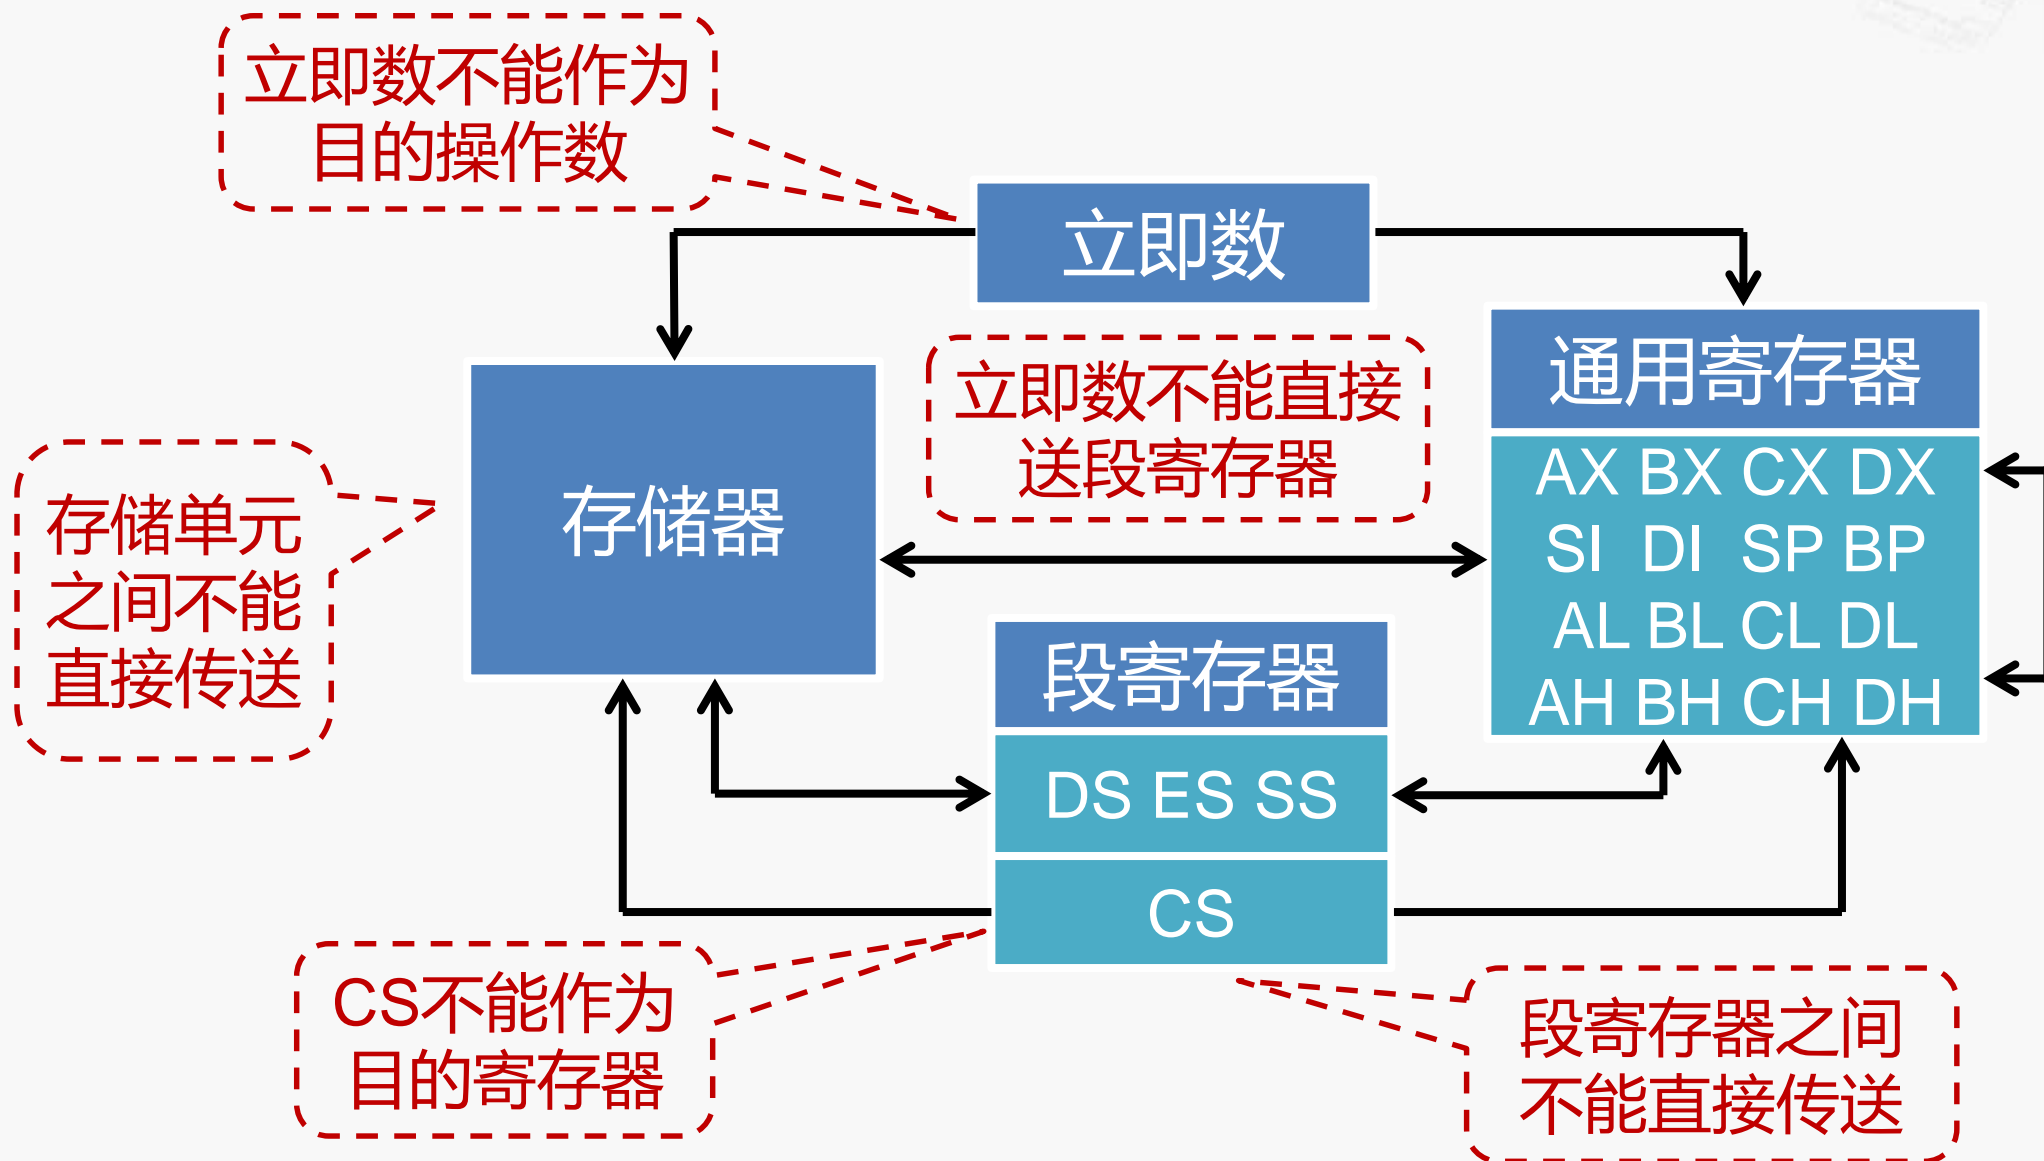 立即数不能作为
目的操作数
立即数
通用寄存器
立即数不能直接
送段寄存器
AX BX CX DX
SI DI SP BP
AL BL CL DL
AH BH CH DH
存储器
存储单元
之间不能
直接传送
段寄存器
DS ES SS
CS
CS不能作为
目的寄存器
段寄存器之间
不能直接传送